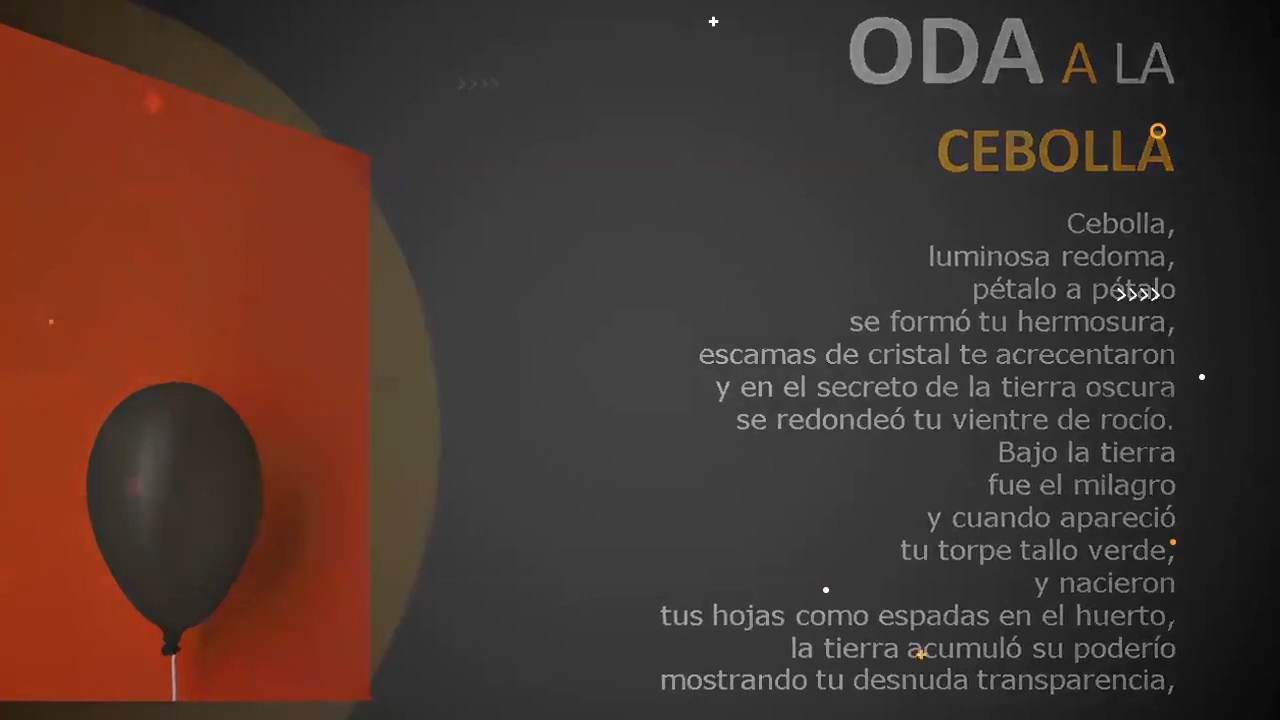 ODA A LA
CEBOLLA
Cebolla,
luminosa redoma,
pétalo a pétalo
se formó tu hermosura,
escamas de cristal te acrecentaron
y en el secreto de la tierra oscura
se redondeó tu vientre de rocío.
Bajo la tierra
fue el milagro
y cuando apareció
tu torpe tallo verde,
y nacieron
tus hojas como espadas en el huerto,
la tierra acumuló su poderío
mostrando tu desnuda transparencia,